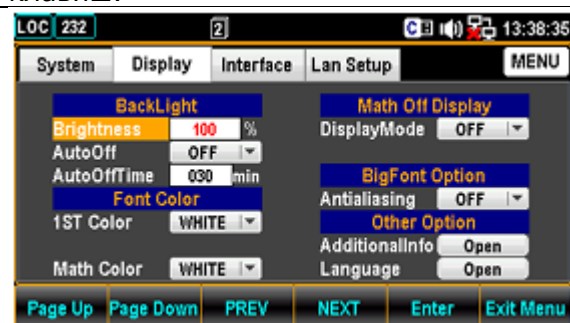 LOC 232 2 C E 13:38:35
System Display Interface Lan Setup MENU
BackLight
Brightness 100 %
AutoOff OFF
AutoOffTime 030 min
Font Color
1ST Color WHITE
Math Color WHITE
Math Off Display
DisplayMode OFF
BigFont Option
Antialiasing OFF
Other Option
AdditionalInfo Open
Language Open
Page Up Page Down PREV NEXT Enter Exit Menu